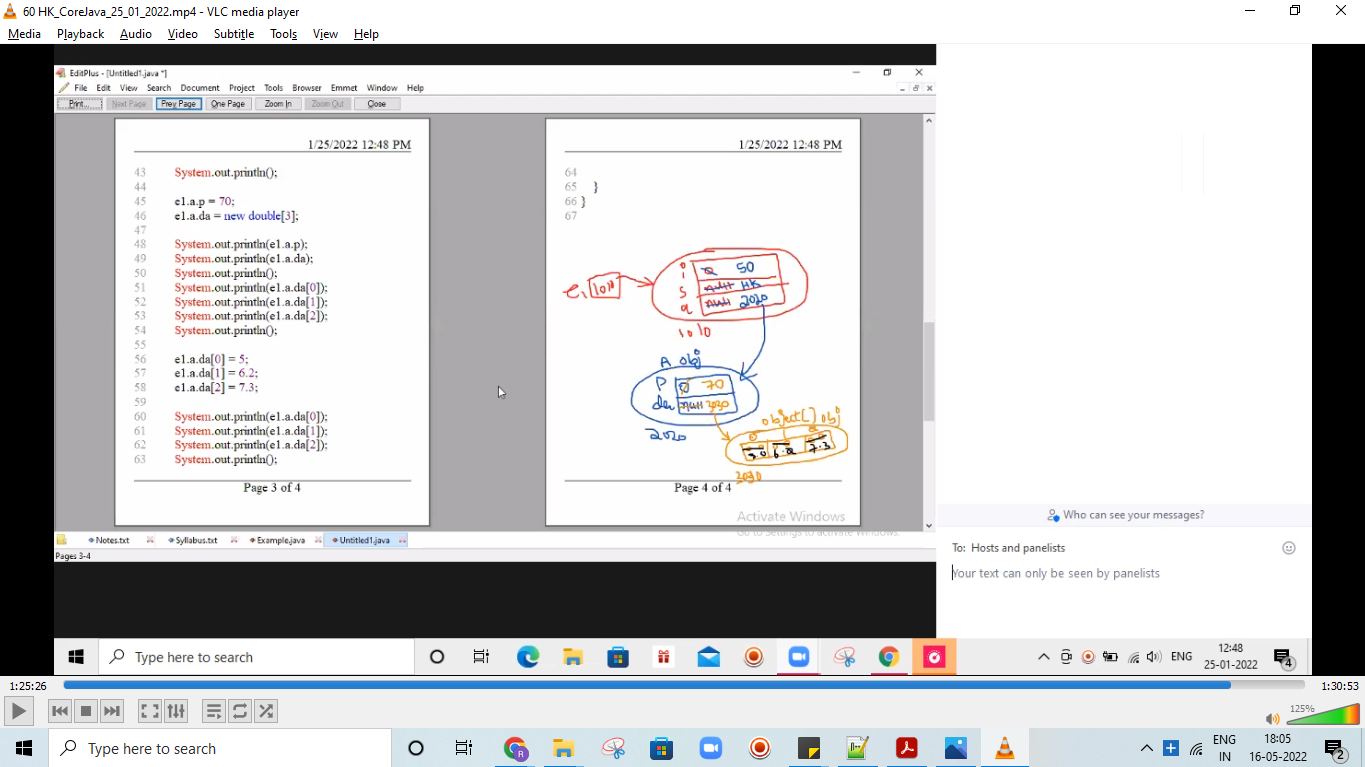 60 HK_CoreJava_25_01_2022.mp4 - VLC media player
Media Playback Audio Video Subtitle Tools View Help
EditPlus - [Untitled1.java *]
File Edit View Search Document Project Tools Browser Emmet Window Help
Print... Next Page Prev Page One Page Zoom In Zoom Out Close
1/25/2022 12:48 PM
43 System.out.println();
44
45 e1.a.p = 70;
46 e1.a.da = new double[3];
47
48 System.out.println(e1.a.p);
49 System.out.println(e1.a.da);
50 System.out.println();
51 System.out.println(e1.a.da[0]);
52 System.out.println(e1.a.da[1]);
53 System.out.println(e1.a.da[2]);
54 System.out.println();
55
56 e1.a.da[0] = 5;
57 e1.a.da[1] = 6.2;
58 e1.a.da[2] = 7.3;
59
60 System.out.println(e1.a.da[0]);
61 System.out.println(e1.a.da[1]);
62 System.out.println(e1.a.da[2]);
63 System.out.println();
Page 3 of 4
1/25/2022 12:48 PM
64
65 }
66 }
67
i 0 50
e1 1010
s null HK
a null 2020
1010
A obj
P 0 70
da null 2030
2020
object[] obj
0 1 2
5.0 6.2 7.3
2030
Page 4 of 4
Activate Windows
Go to Settings to activate Windows.
Notes.txt Syllabus.txt Example.java Untitled1.java
Pages 3-4
Who can see your messages?
To: Hosts and panelists
Your text can only be seen by panelists
Type here to search
ENG
12:48
25-01-2022
4
1:25:26
1:30:53
125%
Type here to search
ENG
IN
18:05
16-05-2022
2